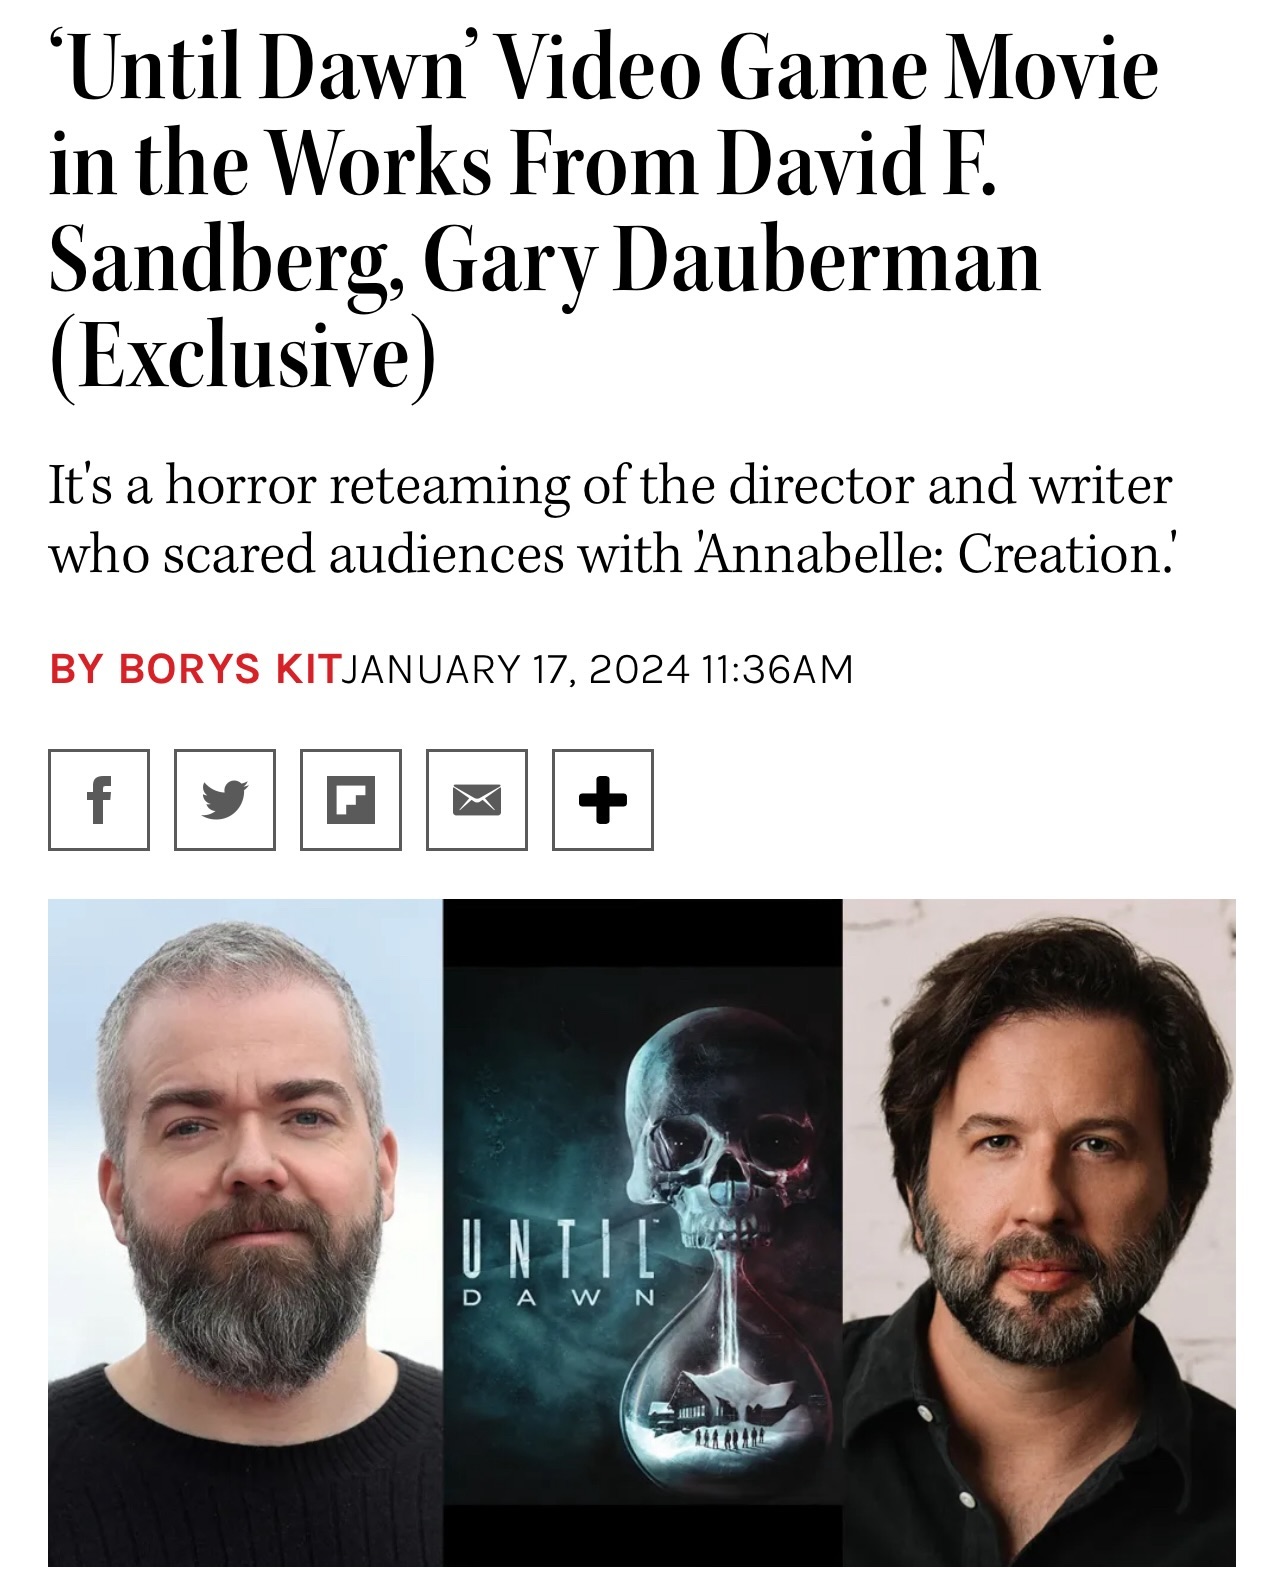 ‘Until Dawn’ Video Game Movie
in the Works From David F.
Sandberg, Gary Dauberman
(Exclusive)
It's a horror reteaming of the director and writer
who scared audiences with 'Annabelle: Creation.'
BY BORYS KITJANUARY 17, 2024 11:36AM
UNTIL™
DAWN